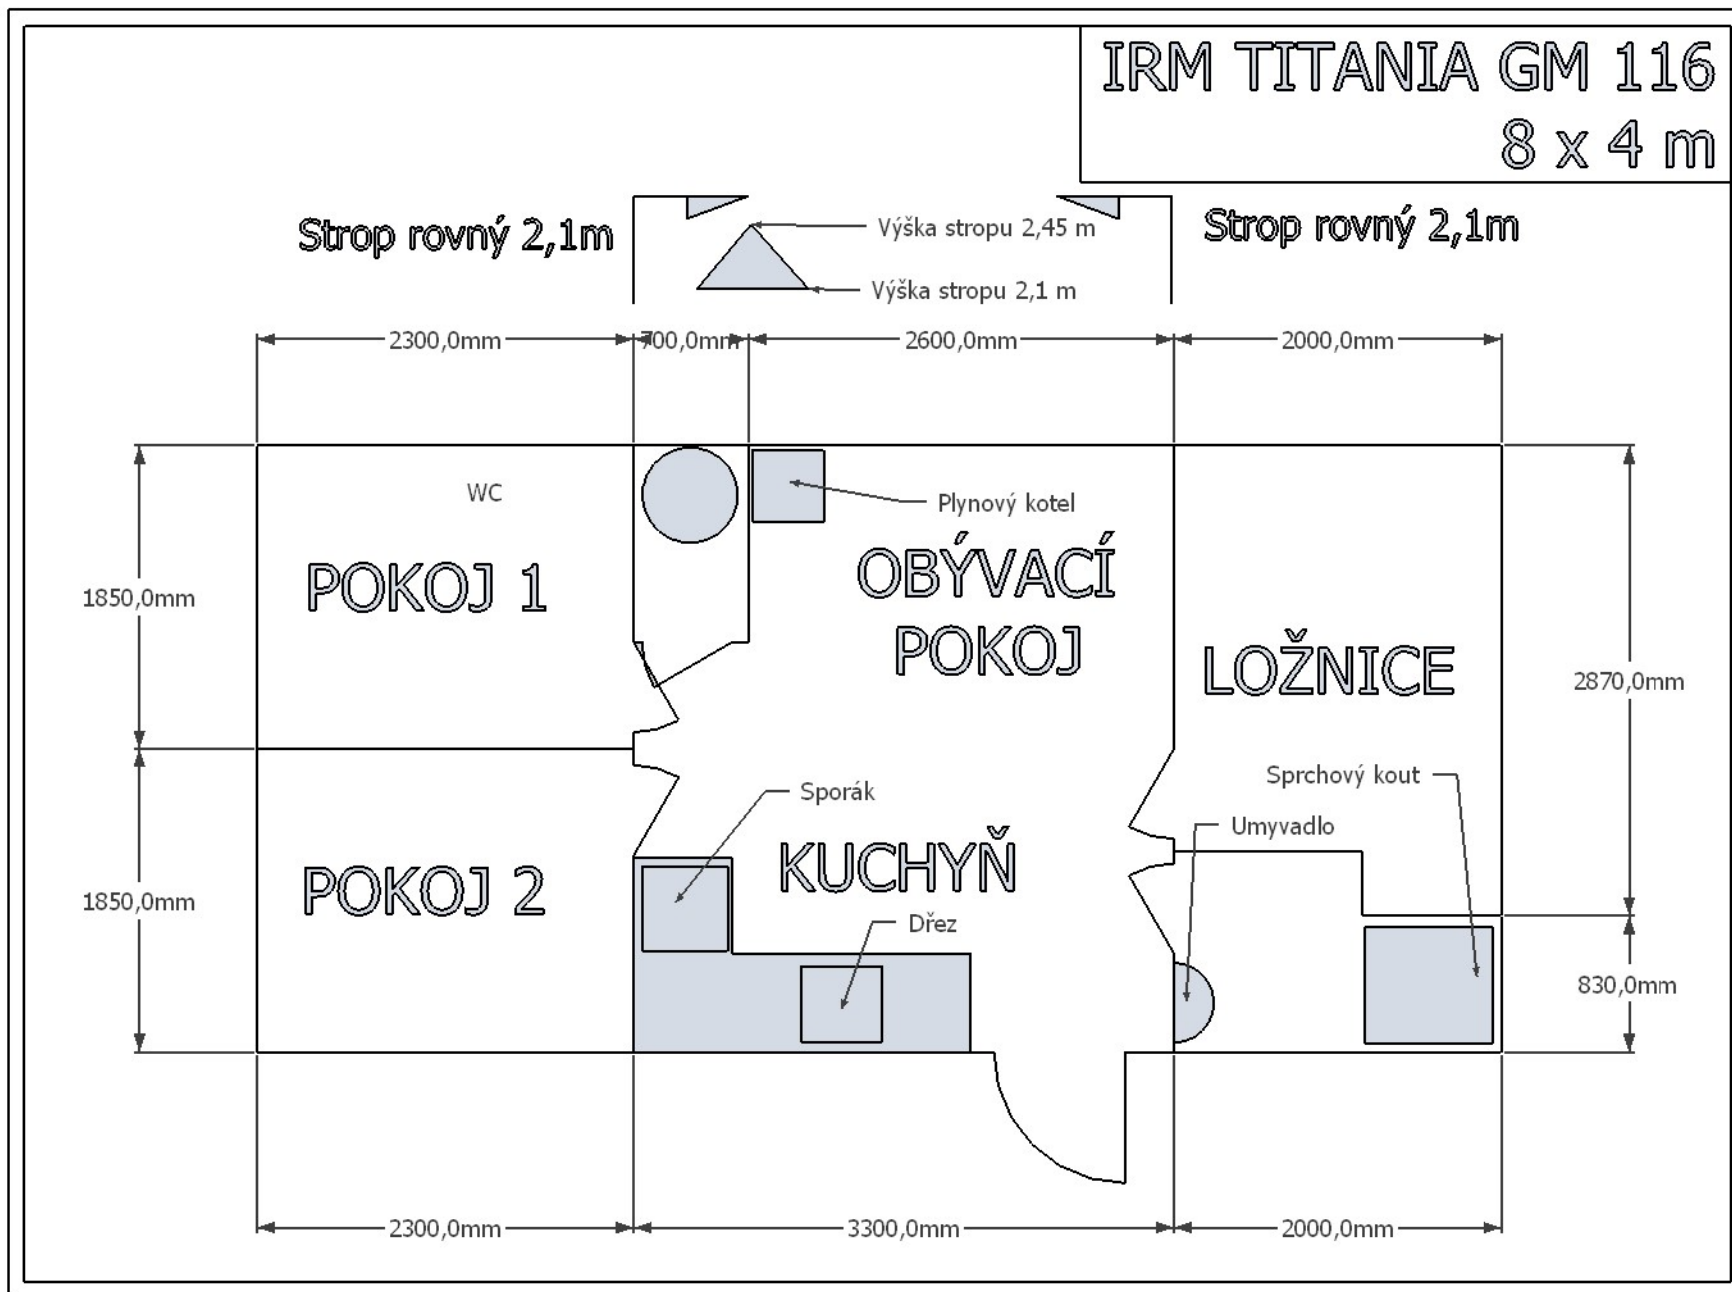 IRM TITANIA GM 116
8 x 4 m
Strop rovný 2,1m
Výška stropu 2,45 m
Strop rovný 2,1m
Výška stropu 2,1 m
2300,0mm
700,0mm
2600,0mm
2000,0mm
WC
Plynový kotel
POKOJ 1
OBÝVACÍ
POKOJ
1850,0mm
LOŽNICE
2870,0mm
Sporák
Sprchový kout
Umyvadlo
KUCHYŇ
POKOJ 2
1850,0mm
Dřez
830,0mm
2300,0mm
3300,0mm
2000,0mm